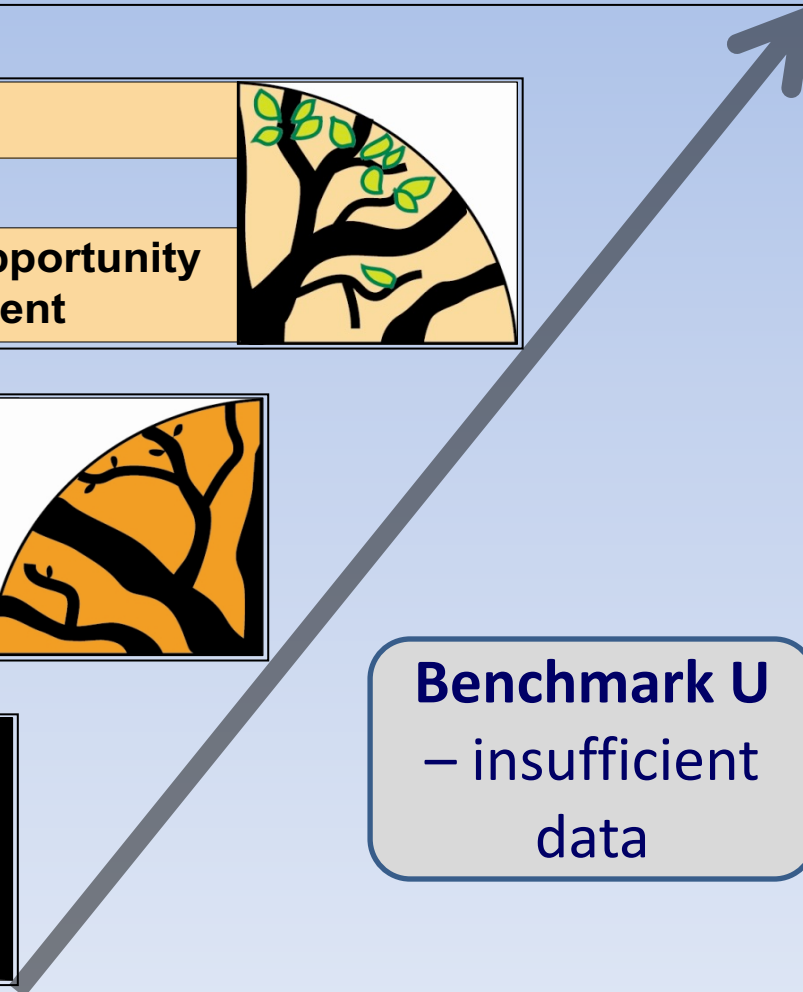 pportunity
ent
Benchmark U
– insufficient
data